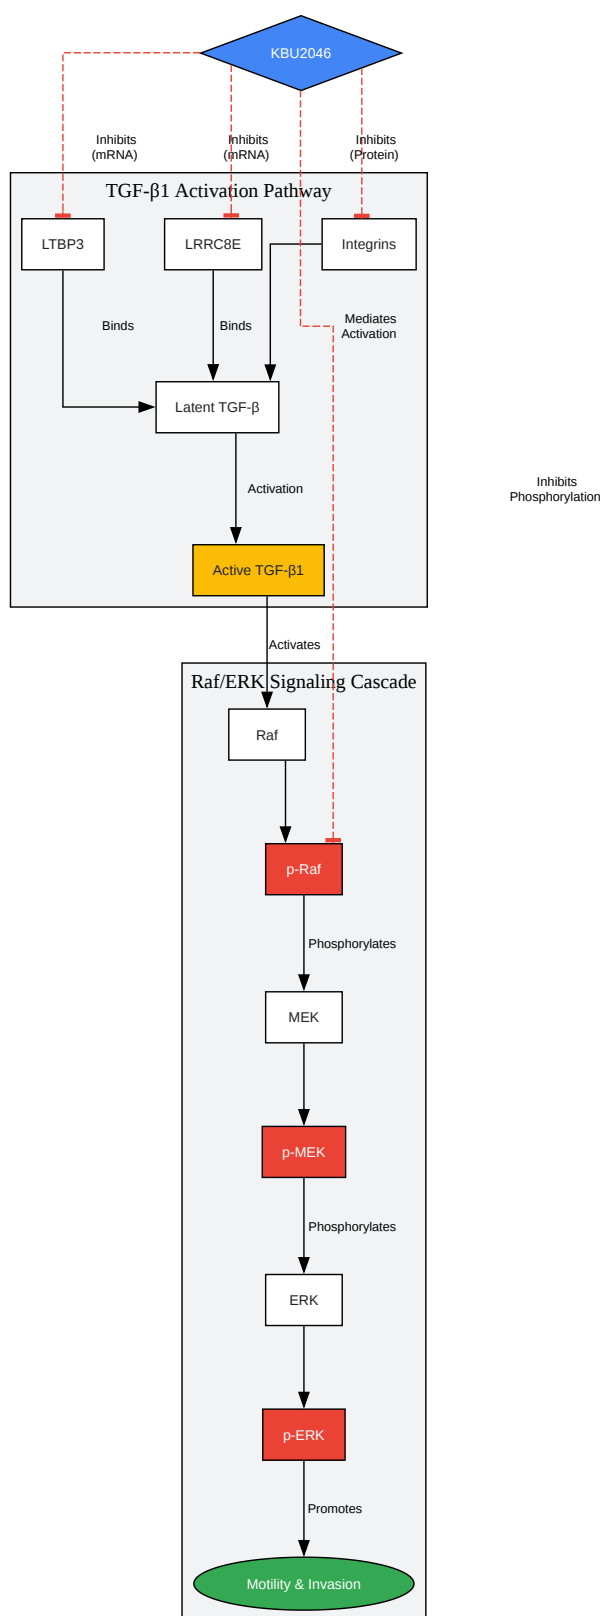 KBU2046
Inhibits
(mRNA)
Inhibits
(mRNA)
Inhibits
(Protein)
TGF-β1 Activation Pathway
LTBP3
LRRC8E
Integrins
Binds
Binds
Mediates
Activation
Latent TGF-β
Inhibits
Phosphorylation
Activation
Active TGF-β1
Activates
Raf/ERK Signaling Cascade
Raf
p-Raf
Phosphorylates
MEK
p-MEK
Phosphorylates
ERK
p-ERK
Promotes
Motility & Invasion